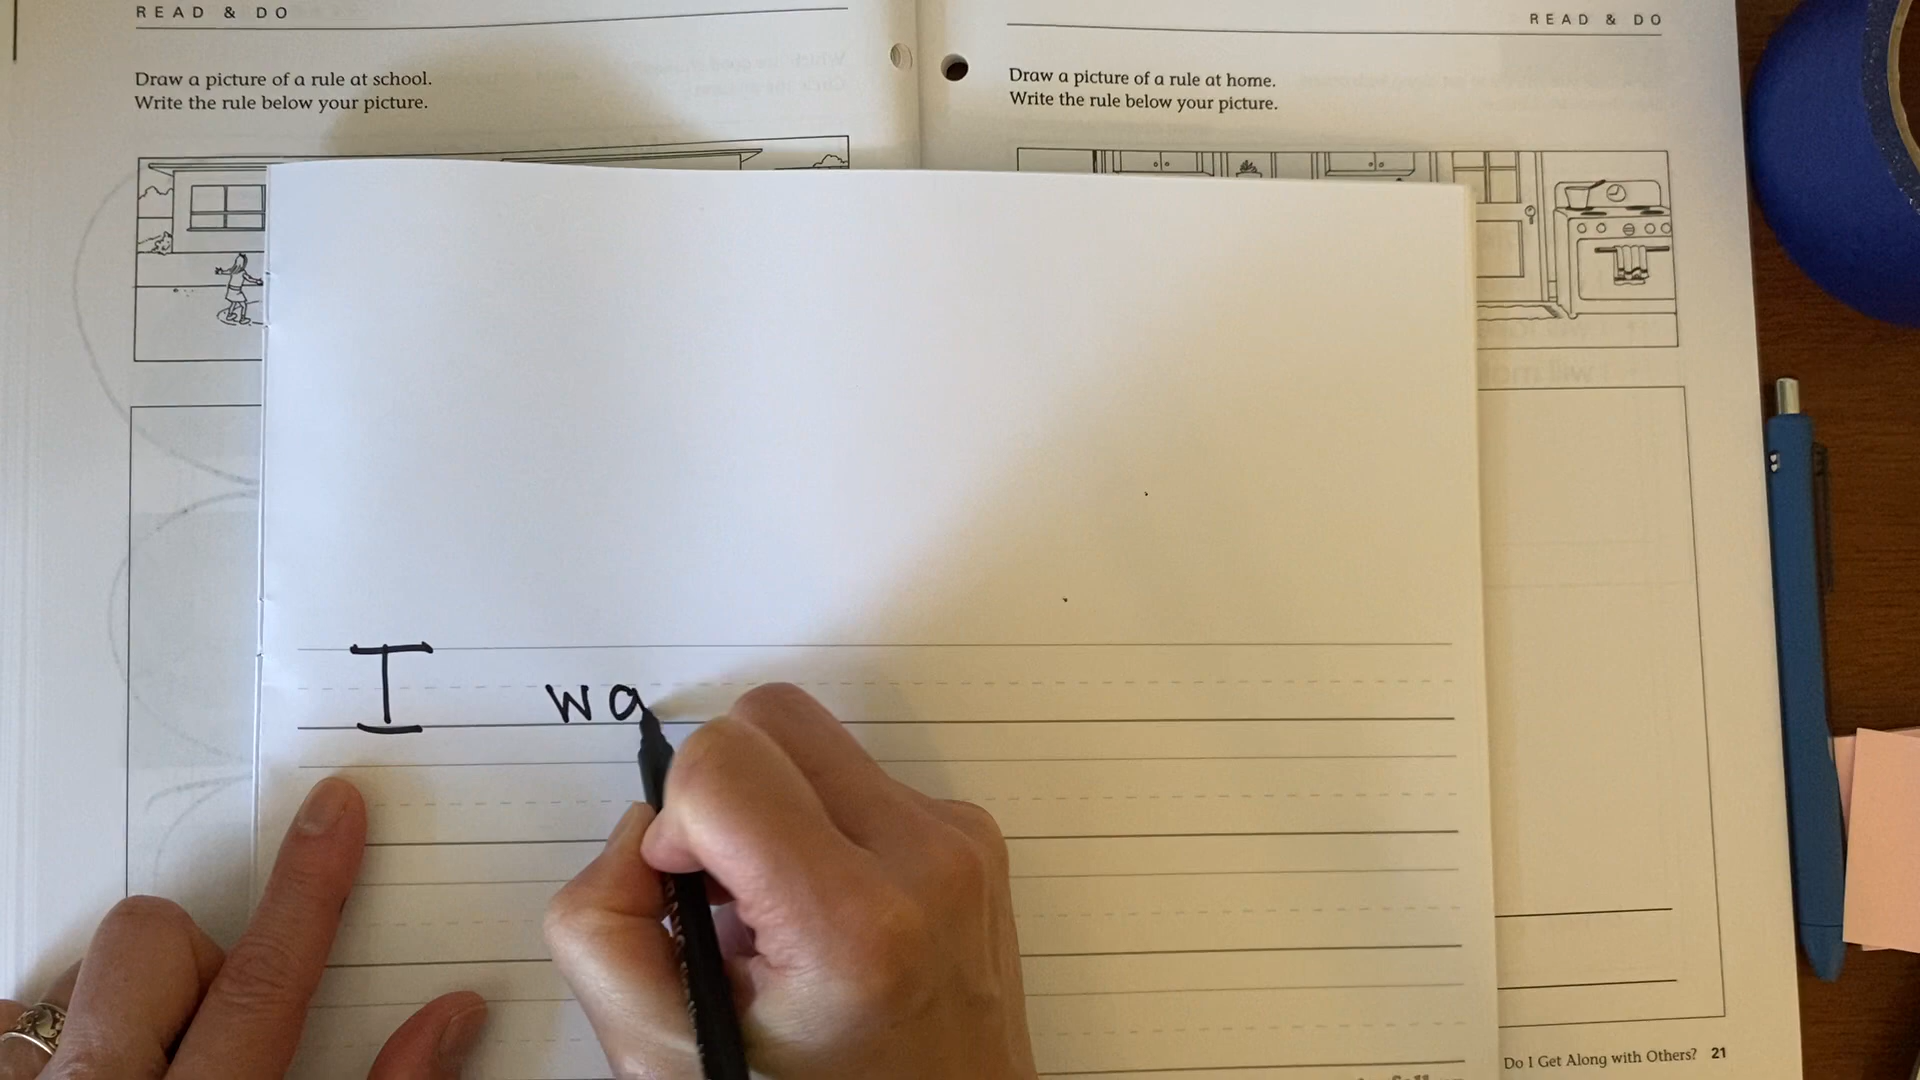 READ & DO
READ & DO
Draw a picture of a rule at school.
Write the rule below your picture.
Draw a picture of a rule at home.
Write the rule below your picture.
I wa
Do I Get Along with Others? 21